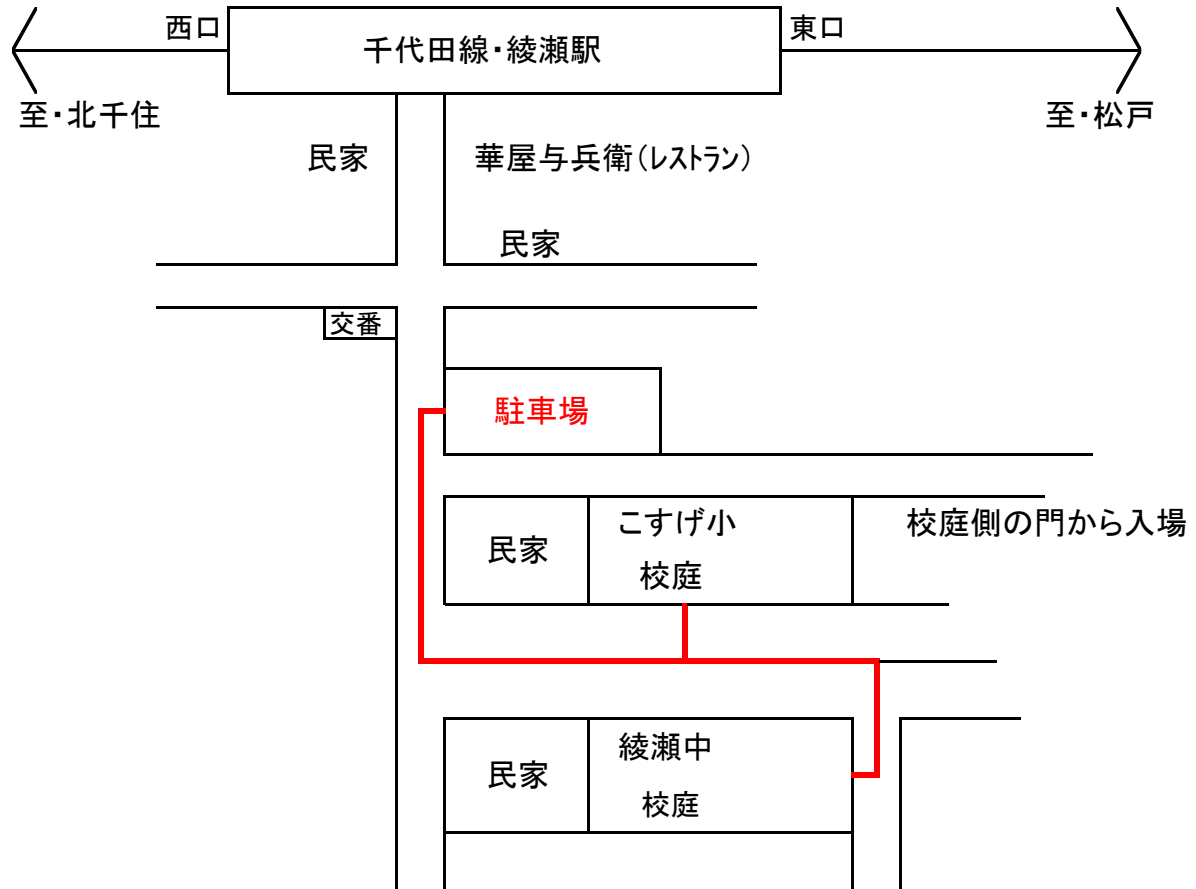 西口
千代田線・綾瀬駅
東口
至・北千住
至・松戸
民家
華屋与兵衛(レストラン)
民家
交番
駐車場
民家
こすげ小
校庭
校庭側の門から入場
民家
綾瀬中
校庭